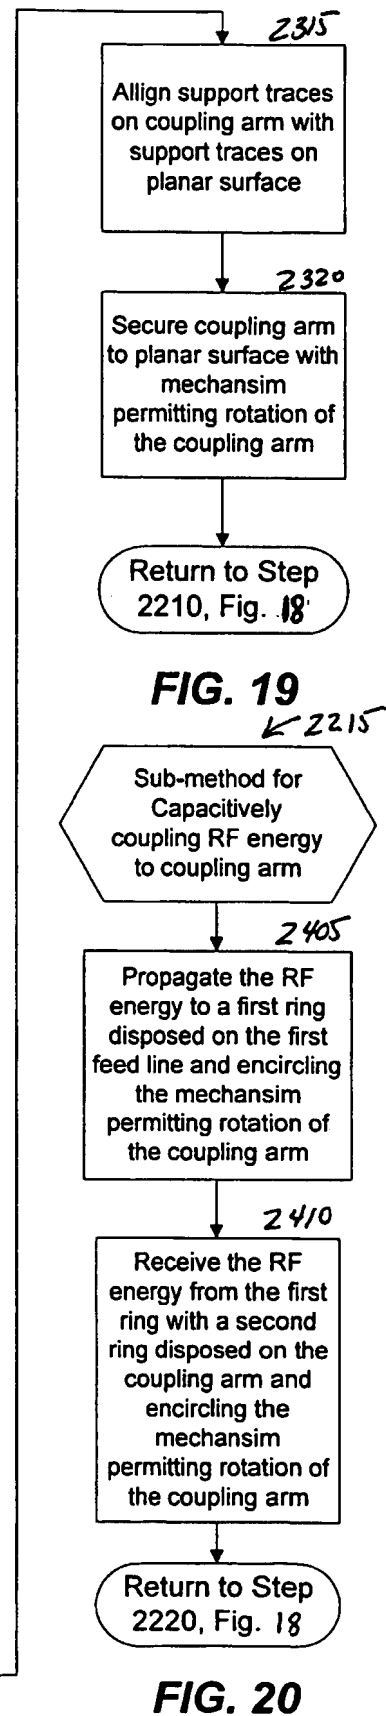 2315
Allign support traces
on coupling arm with
support traces on
planar surface
2320
Secure coupling arm
to planar surface with
mechansim
permitting rotation of
the coupling arm
Return to Step
2210, Fig. 18
FIG. 19
2215
Sub-method for
Capacitively
coupling RF energy
to coupling arm
2405
Propagate the RF
energy to a first ring
disposed on the first
feed line and encircling
the mechansim
permitting rotation of
the coupling arm
2410
Receive the RF
energy from the first
ring with a second
ring disposed on the
coupling arm and
encircling the
mechansim
permitting rotation of
the coupling arm
Return to Step
2220, Fig. 18
FIG. 20